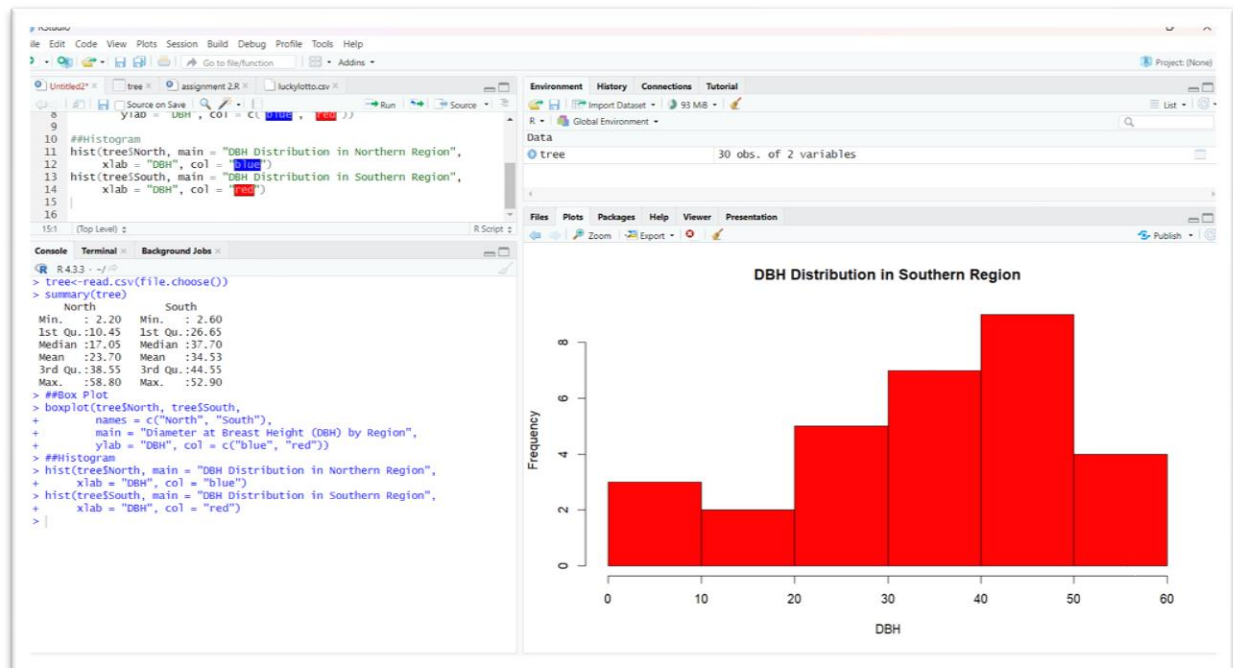 File Edit Code View Plots Session Build Debug Profile Tools Help
Go to file/function
Addins
Project: (None)
Untitled2*
tree
assignment 2.R
luckylotto.csv
Source on Save
Run
Source
8 ylab = "DBH", col = c("blue", "red"))
9
10 ##Histogram
11 hist(tree$North, main = "DBH Distribution in Northern Region",
12 xlab = "DBH", col = "blue")
13 hist(tree$South, main = "DBH Distribution in Southern Region",
14 xlab = "DBH", col = "red")
15
16
15:1 (Top Level)
R Script
Console Terminal Background Jobs
R 4.3.3 · ~/
> tree<-read.csv(file.choose())
> summary(tree)
North South
Min. : 2.20 Min. : 2.60
1st Qu.:10.45 1st Qu.:26.65
Median :17.05 Median :37.70
Mean :23.70 Mean :34.53
3rd Qu.:38.55 3rd Qu.:44.55
Max. :58.80 Max. :52.90
> ##Box Plot
> boxplot(tree$North, tree$South,
+ names = c("North", "South"),
+ main = "Diameter at Breast Height (DBH) by Region",
+ ylab = "DBH", col = c("blue", "red"))
> ##Histogram
> hist(tree$North, main = "DBH Distribution in Northern Region",
+ xlab = "DBH", col = "blue")
> hist(tree$South, main = "DBH Distribution in Southern Region",
+ xlab = "DBH", col = "red")
>
Environment History Connections Tutorial
Import Dataset
93 MiB
List
R
Global Environment
Data
tree 30 obs. of 2 variables
Files Plots Packages Help Viewer Presentation
Zoom
Export
Publish
DBH Distribution in Southern Region
Frequency
8
6
4
2
0
0 10 20 30 40 50 60
DBH